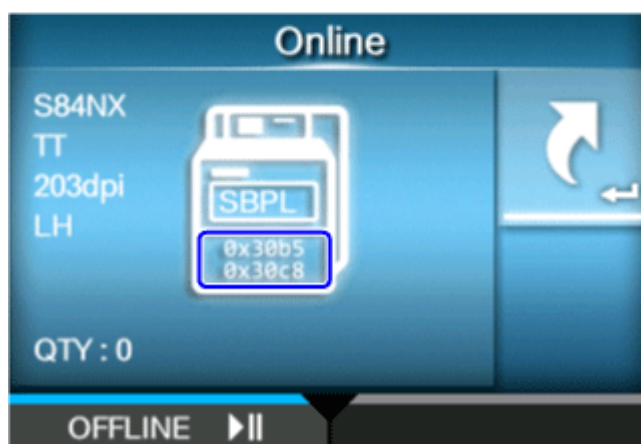 Online
S84NX
TT
203dpi
LH
SBPL
0x30b5
0x30c8
QTY : 0
OFFLINE